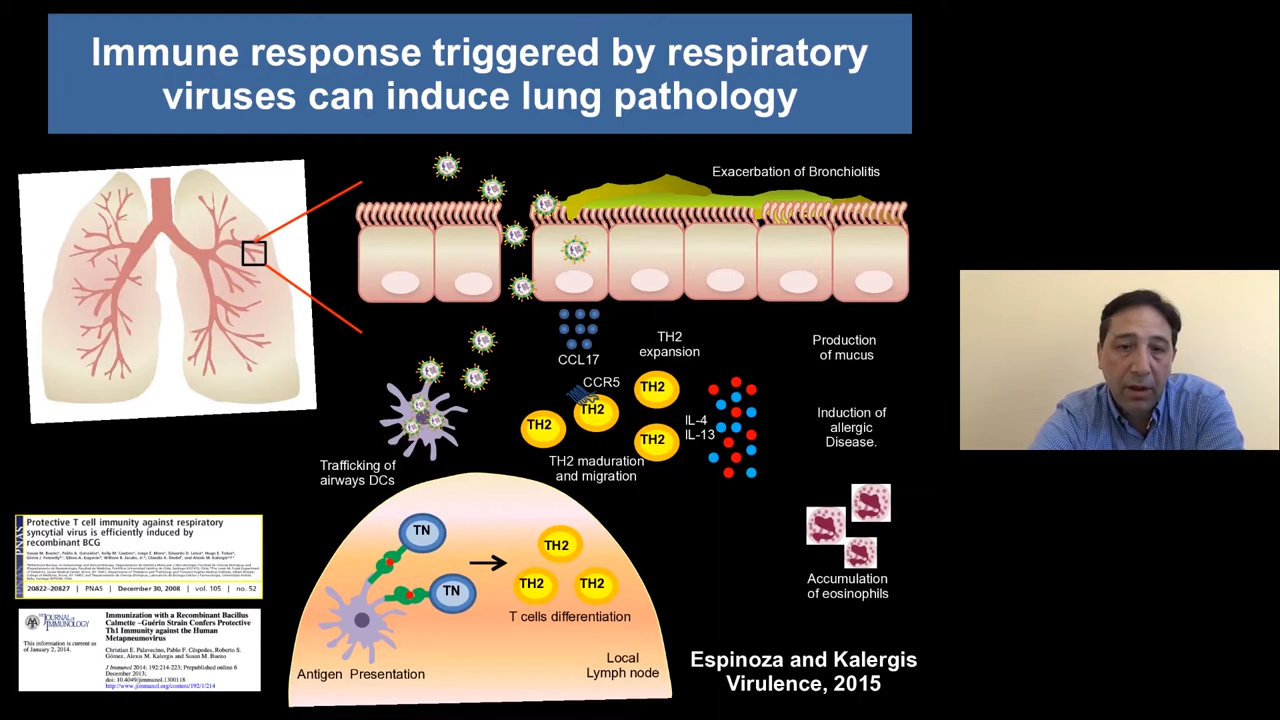 Immune response triggered by respiratory
viruses can induce lung pathology
Exacerbation of Bronchiolitis
CCL17
TH2
expansion
Production
of mucus
CCR5
TH2
TH2
TH2
TH2
IL-4
IL-13
Induction of
allergic
Disease.
TH2 maduration
and migration
Trafficking of
airways DCs
Accumulation
of eosinophils
TN
TN
TH2
TH2
TH2
T cells differentiation
Antigen Presentation
Local
Lymph node
PNAS
Protective T cell immunity against respiratory
syncytial virus is efficiently induced by
recombinant BCG
20822–20827 | PNAS | December 30, 2008 | vol. 105 | no. 52
THE JOURNAL OF
IMMUNOLOGY
This information is current as
of January 2, 2014.
Immunization with a Recombinant Bacillus
Calmette –Guérin Strain Confers Protective
Th1 Immunity against the Human
Metapneumovirus
Christian E. Palavecino, Pablo F. Céspedes, Roberto S.
Gómez, Alexis M. Kalergis and Susan M. Bueno
J Immunol 2014; 192:214-223; Prepublished online 6
December 2013;
doi: 10.4049/jimmunol.1300118
http://www.jimmunol.org/content/192/1/214
Espinoza and Kalergis
Virulence, 2015